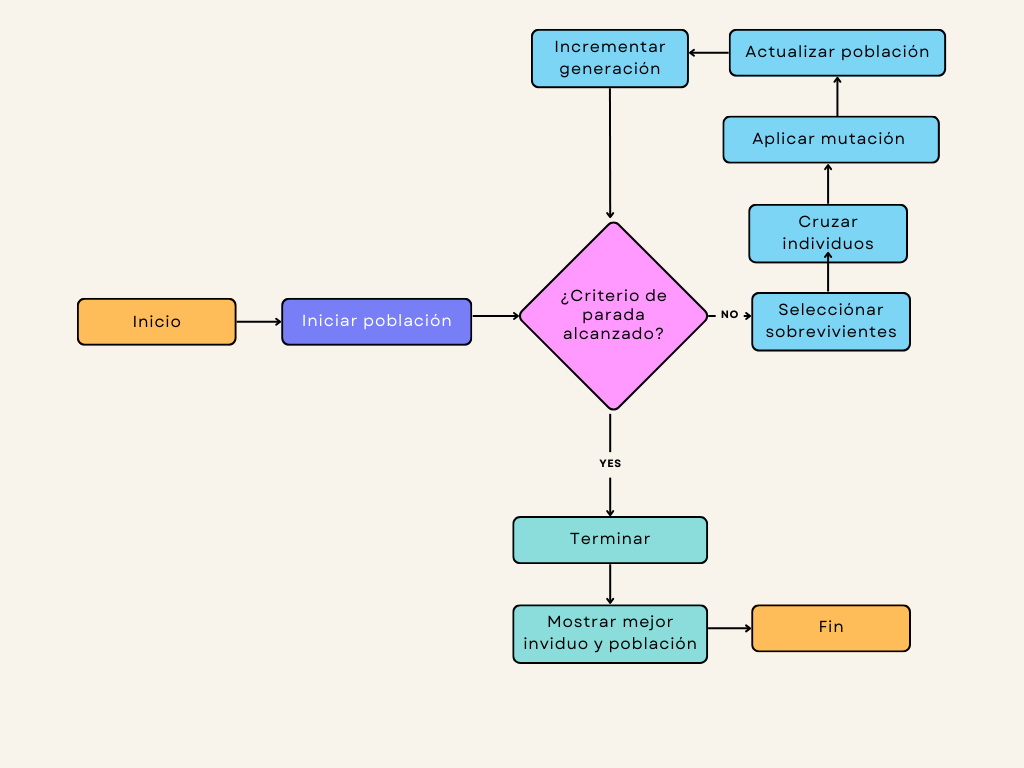 Incrementar
generación
Actualizar población
Aplicar mutación
Cruzar
individuos
Inicio
Iniciar población
¿Criterio de
parada
alcanzado?
NO
Selecciónar
sobrevivientes
YES
Terminar
Mostrar mejor
inviduo y población
Fin